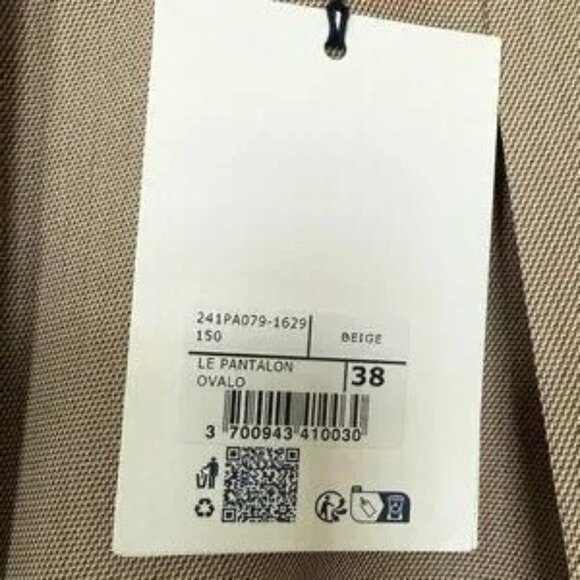 241PA079-1629
150
BEIGE
LE PANTALON
OVALO
38
3 700943 410030